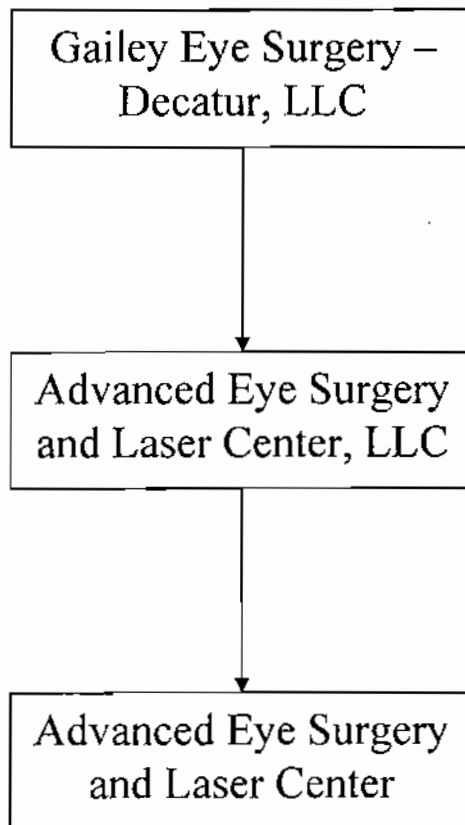 Gailey Eye Surgery –
Decatur, LLC
Advanced Eye Surgery
and Laser Center, LLC
Advanced Eye Surgery
and Laser Center